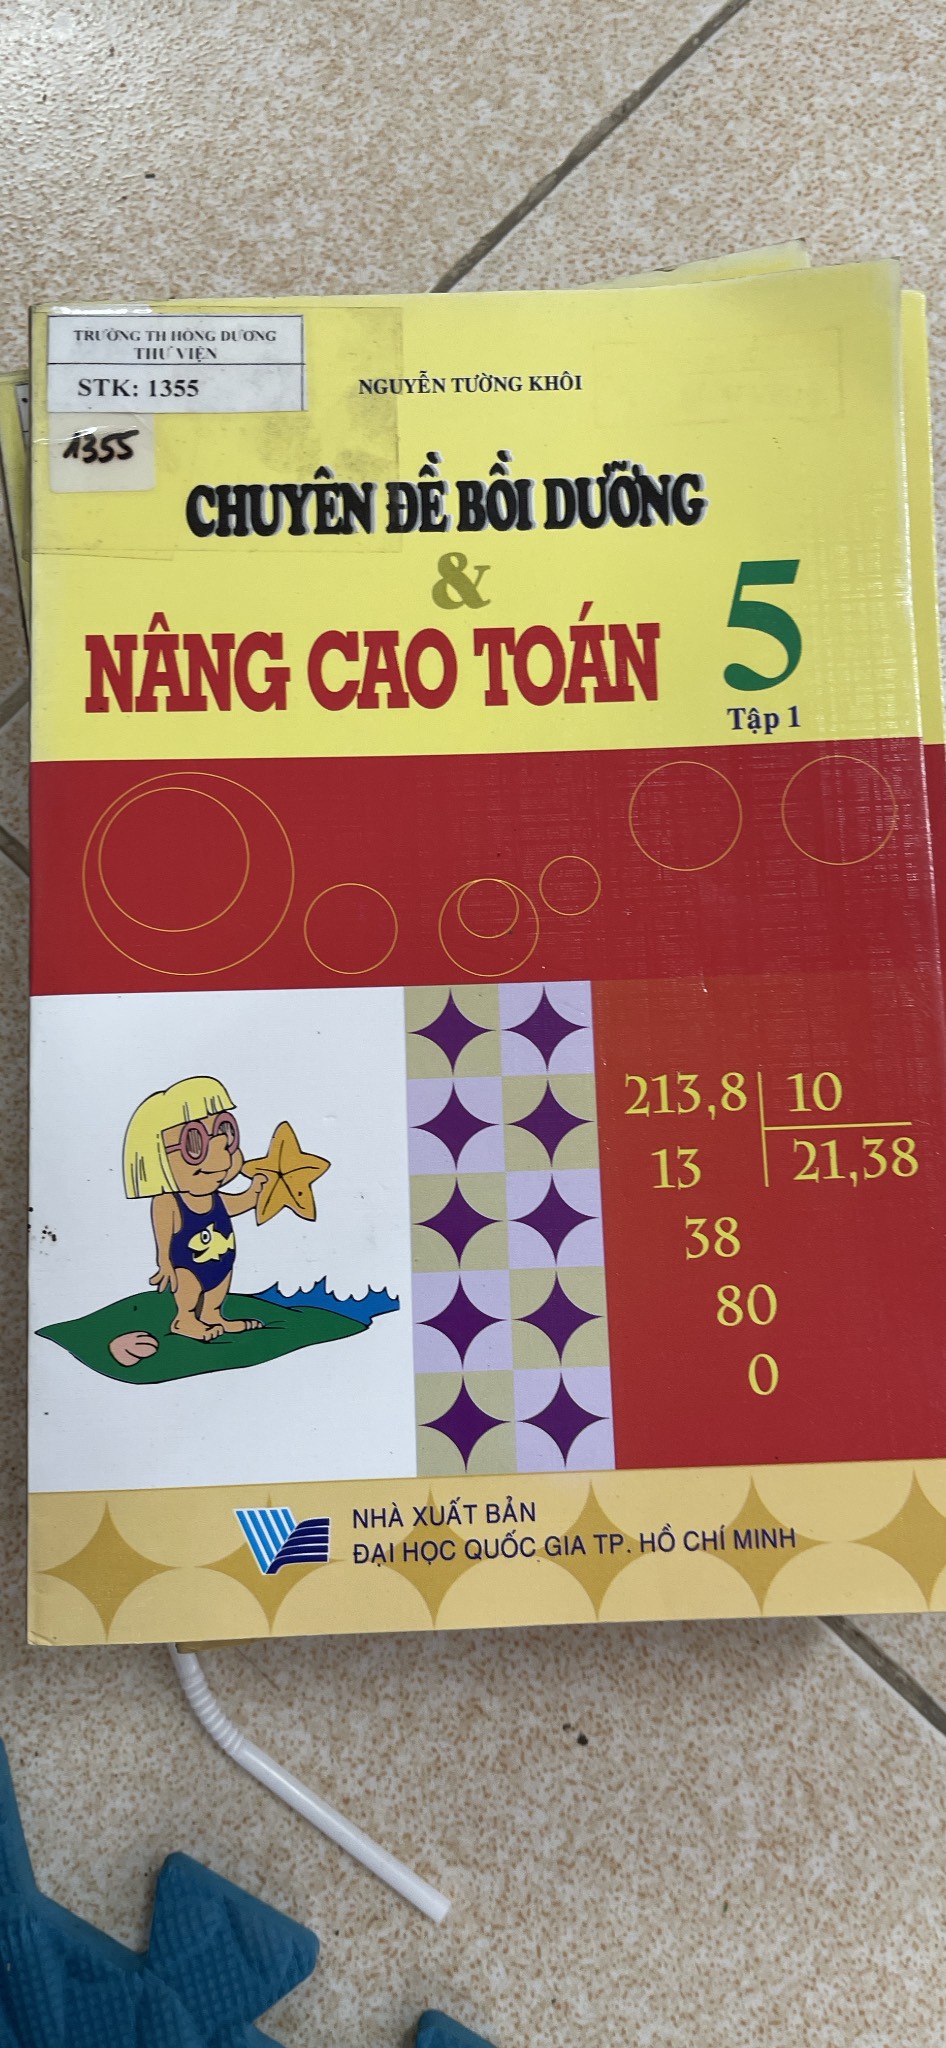 TRƯỜNG TH HỒNG DƯƠNG
THƯ VIỆN
STK: 1355
1355
NGUYỄN TƯỜNG KHÔI
CHUYÊN ĐỀ BỒI DƯỠNG
&
NÂNG CAO TOÁN 5
Tập 1
213,8 10
13 21,38
38
80
0
NHÀ XUẤT BẢN
ĐẠI HỌC QUỐC GIA TP. HỒ CHÍ MINH